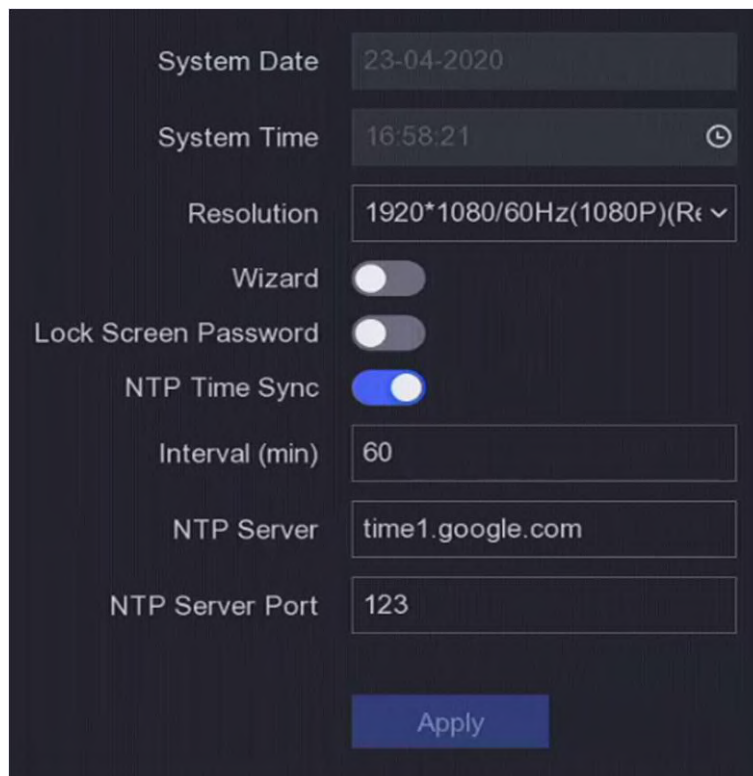 System Date 23-04-2020
System Time 16:58:21
Resolution 1920*1080/60Hz(1080P)(Re
Wizard
Lock Screen Password
NTP Time Sync
Interval (min) 60
NTP Server time1.google.com
NTP Server Port 123
Apply